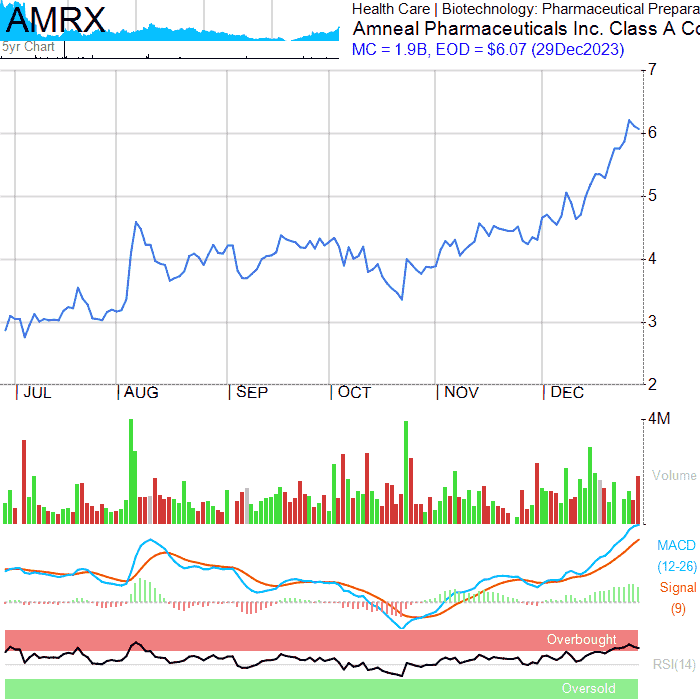 AMRX
5yr Chart
Health Care | Biotechnology: Pharmaceutical Prepara
Amneal Pharmaceuticals Inc. Class A Co
MC = 1.9B, EOD = $6.07 (29Dec2023)
7
6
5
4
3
2
JUL AUG SEP OCT NOV DEC
4M
Volume
MACD
(12-26)
Signal
(9)
Overbought
RSI(14)
Oversold